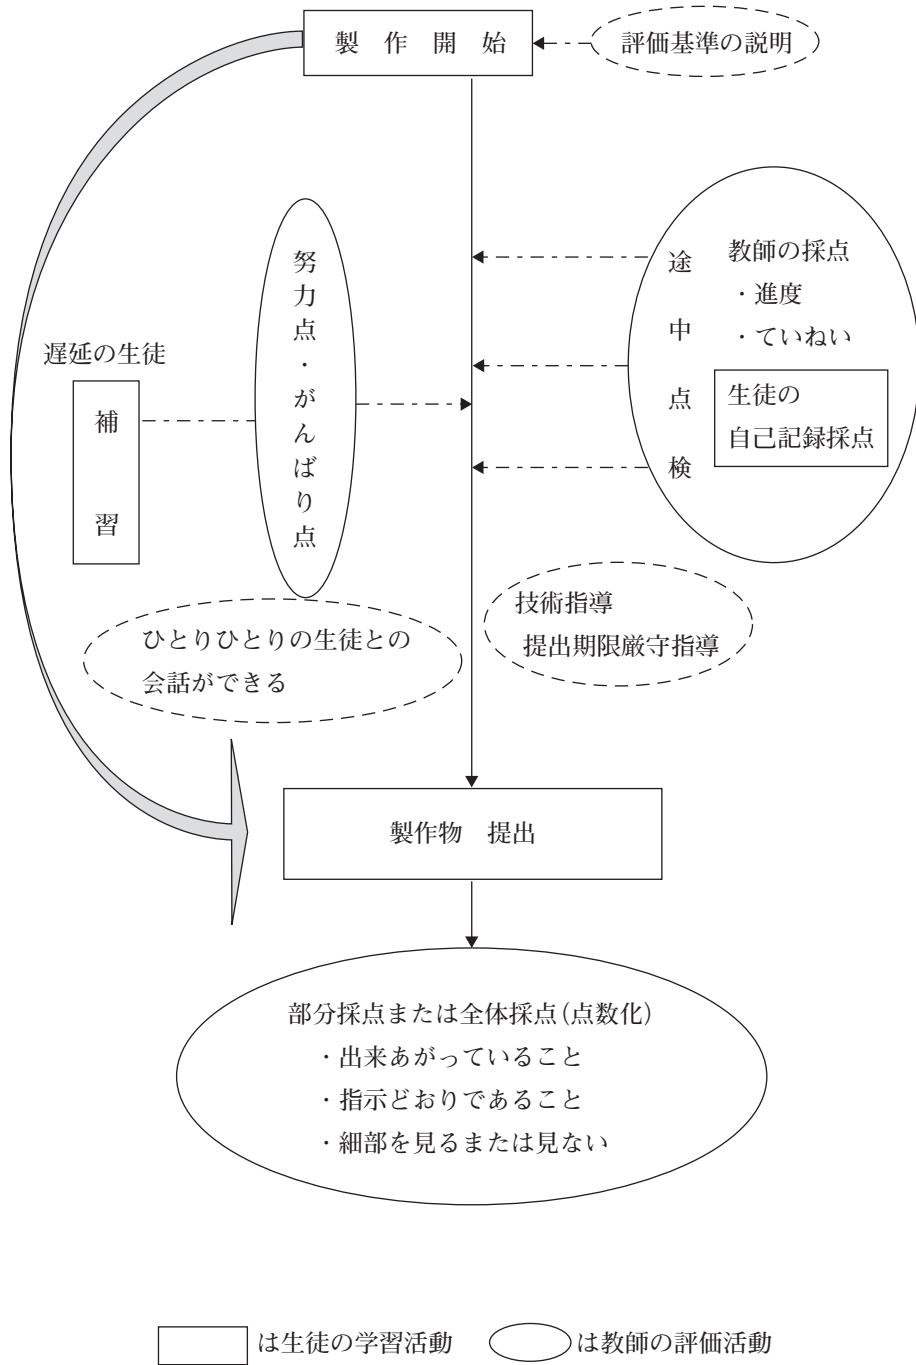 製　作　開　始
評価基準の説明
途中点検
教師の採点
・進度
・ていねい
生徒の
自己記録採点
努力点・がんばり点
遅延の生徒
補習
技術指導
提出期限厳守指導
ひとりひとりの生徒との
会話ができる
製作物　提出
部分採点または全体採点(点数化)
・出来あがっていること
・指示どおりであること
・細部を見るまたは見ない
は生徒の学習活動
は教師の評価活動